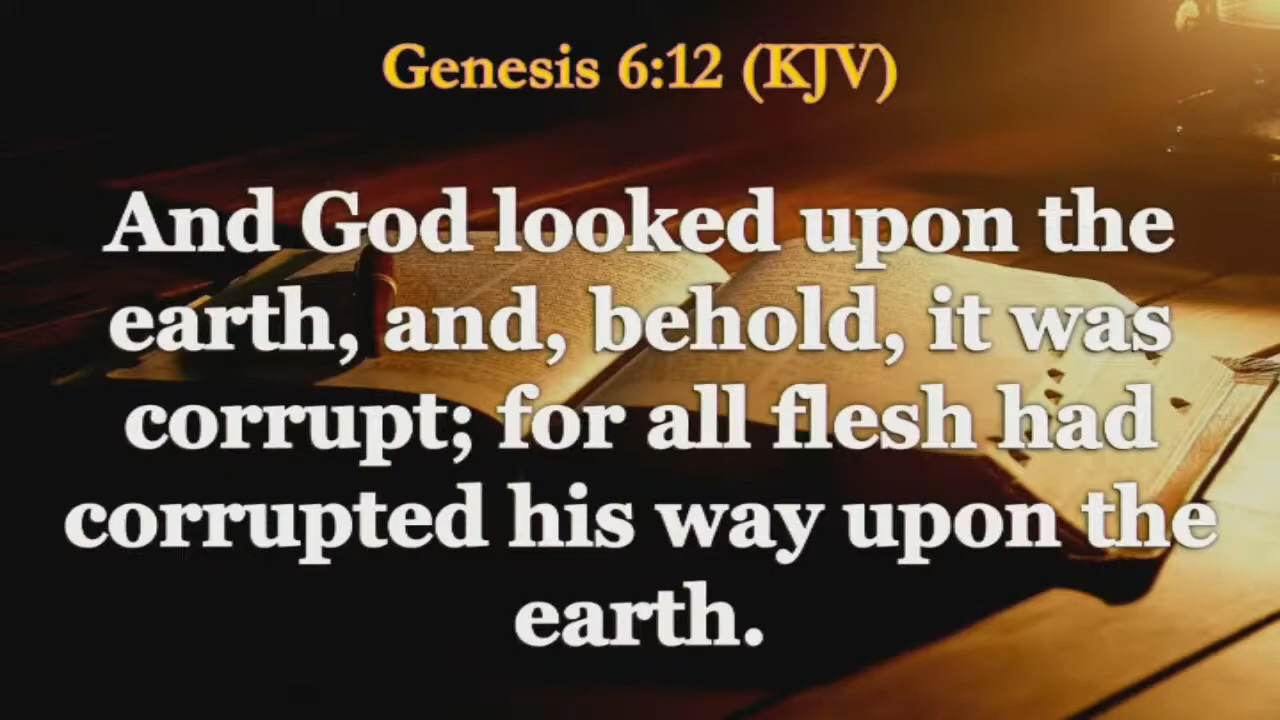 Genesis 6:12 (KJV)
And God looked upon the
earth, and, behold, it was
corrupt; for all flesh had
corrupted his way upon the
earth.